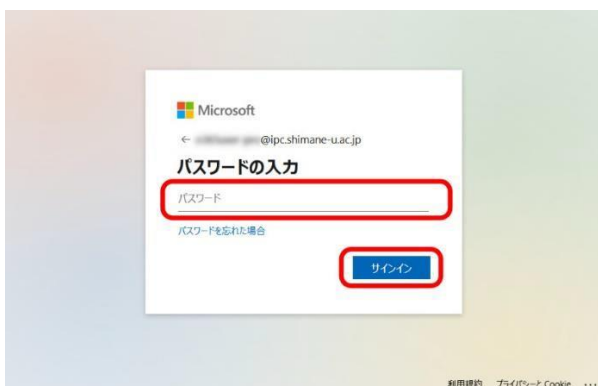 Microsoft
← @ipc.shimane-u.ac.jp
パスワードの入力
パスワード
パスワードを忘れた場合
サインイン
利用規約 プライバシーと Cookie ...